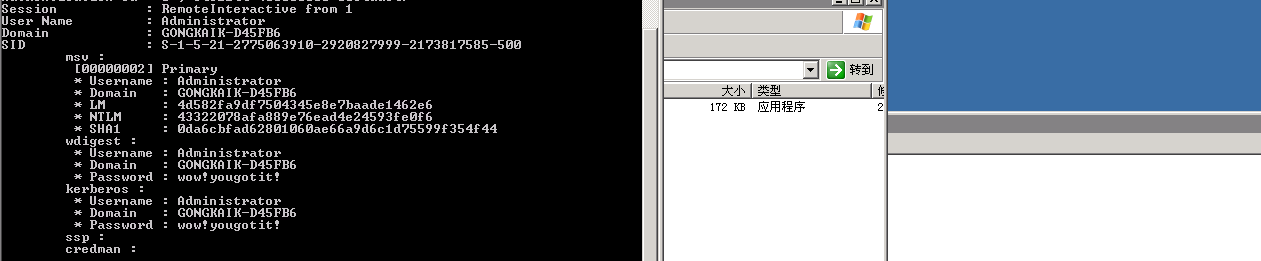 Session           : RemoteInteractive from 1
User Name         : Administrator
Domain            : GONGKAIK-D45FB6
SID               : S-1-5-21-2775063910-2920827999-2173817585-500
msv :
[00000002] Primary
* Username : Administrator
* Domain   : GONGKAIK-D45FB6
* LM       : 4d582fa9df7504345e8e7baade1462e6
* NTLM     : 43322078afa889e76ead4e24593fe0f6
* SHA1     : 0da6cbfad62801060ae66a9d6c1d75599f354f44
wdigest :
* Username : Administrator
* Domain   : GONGKAIK-D45FB6
* Password : wow!yougotit!
kerberos :
* Username : Administrator
* Domain   : GONGKAIK-D45FB6
* Password : wow!yougotit!
ssp :
credman :
转到
大小 类型
172 KB 应用程序 2